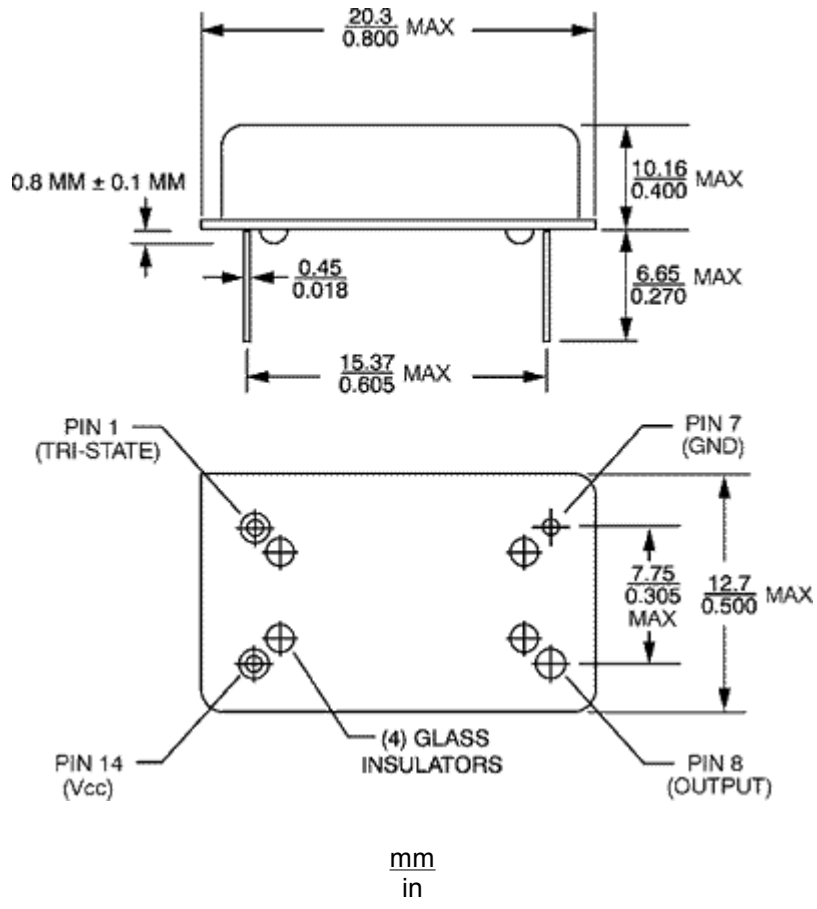 20.3
0.800 MAX
0.8 MM ± 0.1 MM
10.16
0.400 MAX
0.45
0.018
6.65
0.270 MAX
15.37
0.605 MAX
PIN 1
(TRI-STATE)
PIN 7
(GND)
7.75
0.305
MAX
12.7
0.500 MAX
PIN 14
(Vcc)
(4) GLASS
INSULATORS
PIN 8
(OUTPUT)
mm
in